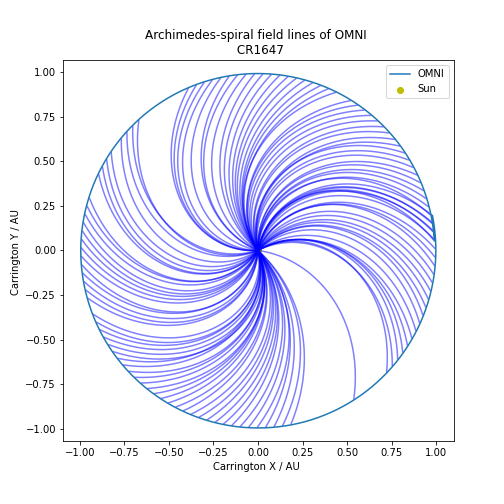 Archimedes-spiral field lines of OMNI
CR1647
OMNI
Sun
1.00
0.75
0.50
0.25
0.00
−0.25
−0.50
−0.75
−1.00
Carrington Y / AU
−1.00 −0.75 −0.50 −0.25 0.00 0.25 0.50 0.75 1.00
Carrington X / AU